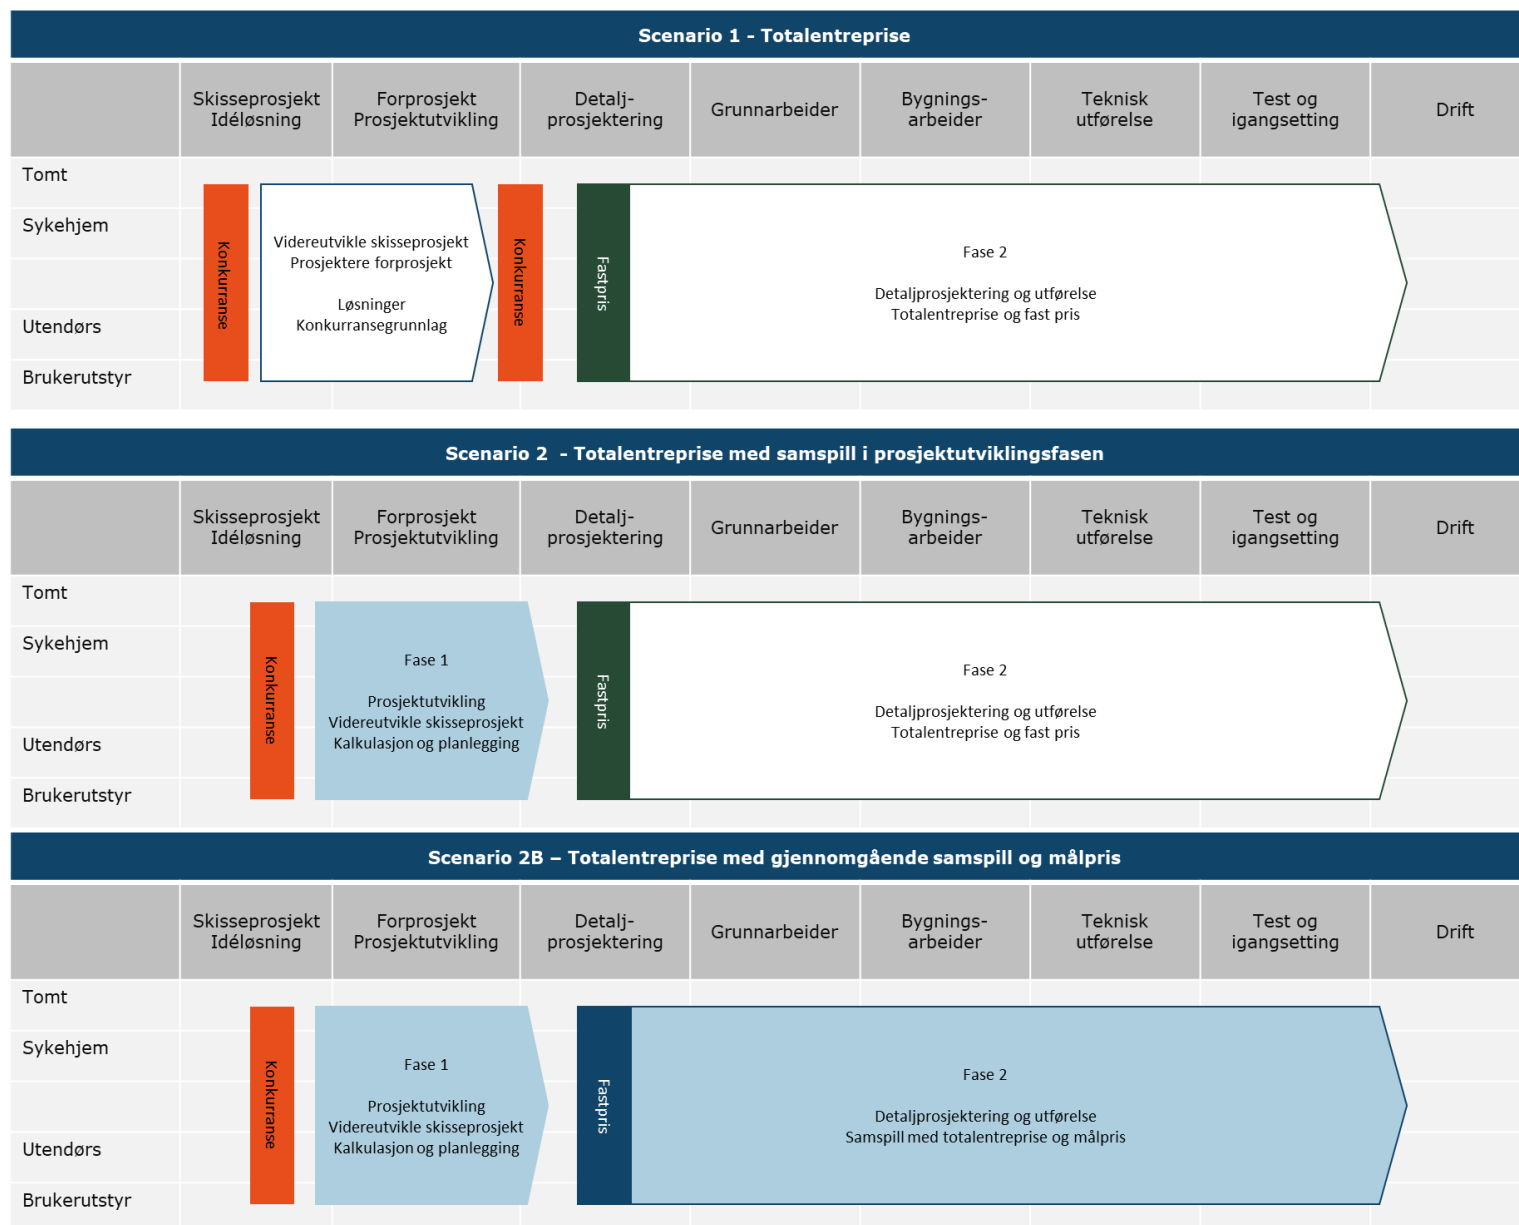 Scenario 1 - Totalentreprise
Skisseprosjekt
Idéløsning
Forprosjekt
Prosjektutvikling
Detalj-
prosjektering
Grunnarbeider
Bygnings-
arbeider
Teknisk
utførelse
Test og
igangsetting
Drift
Tomt
Sykehjem
Utendørs
Brukerutstyr
Konkurranse
Videreutvikle skisseprosjekt
Prosjektere forprosjekt
Løsninger
Konkurransegrunnlag
Konkurranse
Fastpris
Fase 2
Detaljprosjektering og utførelse
Totalentreprise og fast pris
Scenario 2  - Totalentreprise med samspill i prosjektutviklingsfasen
Skisseprosjekt
Idéløsning
Forprosjekt
Prosjektutvikling
Detalj-
prosjektering
Grunnarbeider
Bygnings-
arbeider
Teknisk
utførelse
Test og
igangsetting
Drift
Tomt
Sykehjem
Utendørs
Brukerutstyr
Konkurranse
Fase 1
Prosjektutvikling
Videreutvikle skisseprosjekt
Kalkulasjon og planlegging
Fastpris
Fase 2
Detaljprosjektering og utførelse
Totalentreprise og fast pris
Scenario 2B – Totalentreprise med gjennomgående samspill og målpris
Skisseprosjekt
Idéløsning
Forprosjekt
Prosjektutvikling
Detalj-
prosjektering
Grunnarbeider
Bygnings-
arbeider
Teknisk
utførelse
Test og
igangsetting
Drift
Tomt
Sykehjem
Utendørs
Brukerutstyr
Konkurranse
Fase 1
Prosjektutvikling
Videreutvikle skisseprosjekt
Kalkulasjon og planlegging
Fastpris
Fase 2
Detaljprosjektering og utførelse
Samspill med totalentreprise og målpris